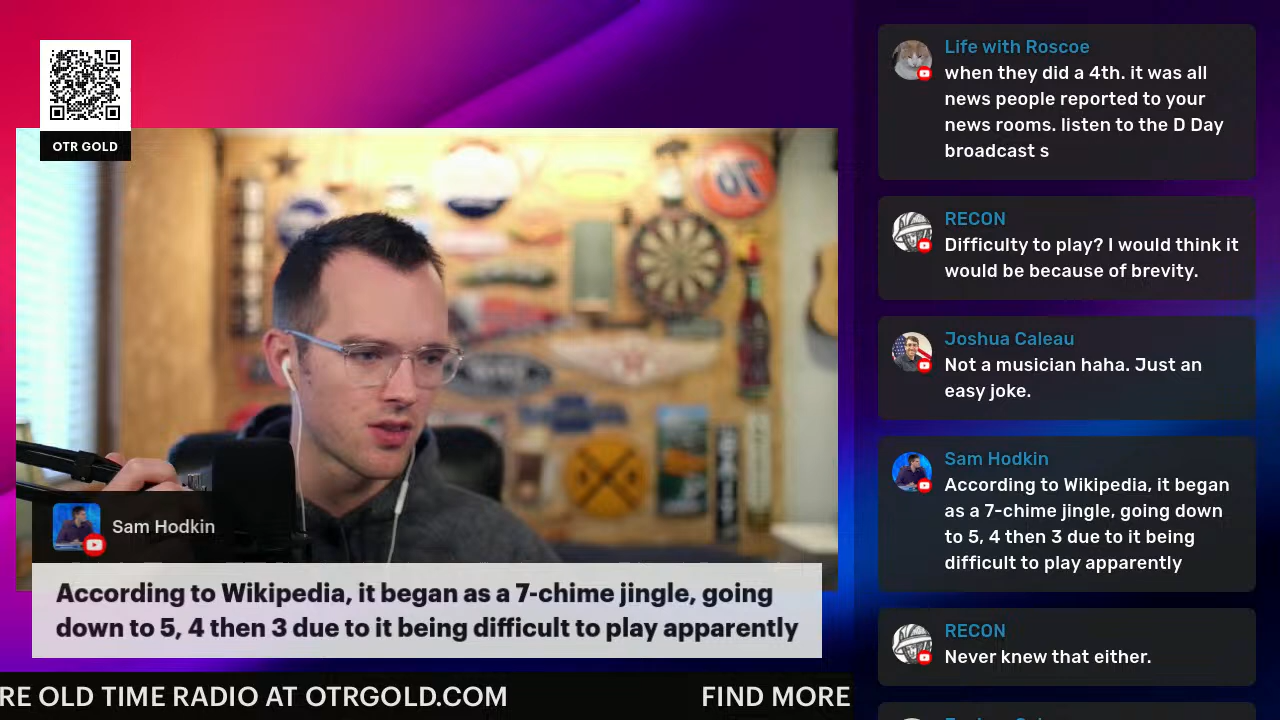 OTR GOLD
Sam Hodkin
According to Wikipedia, it began as a 7-chime jingle, going
down to 5, 4 then 3 due to it being difficult to play apparently
RE OLD TIME RADIO AT OTRGOLD.COM
FIND MORE
Life with Roscoe
when they did a 4th. it was all
news people reported to your
news rooms. listen to the D Day
broadcast s
RECON
Difficulty to play? I would think it
would be because of brevity.
Joshua Caleau
Not a musician haha. Just an
easy joke.
Sam Hodkin
According to Wikipedia, it began
as a 7-chime jingle, going down
to 5, 4 then 3 due to it being
difficult to play apparently
RECON
Never knew that either.